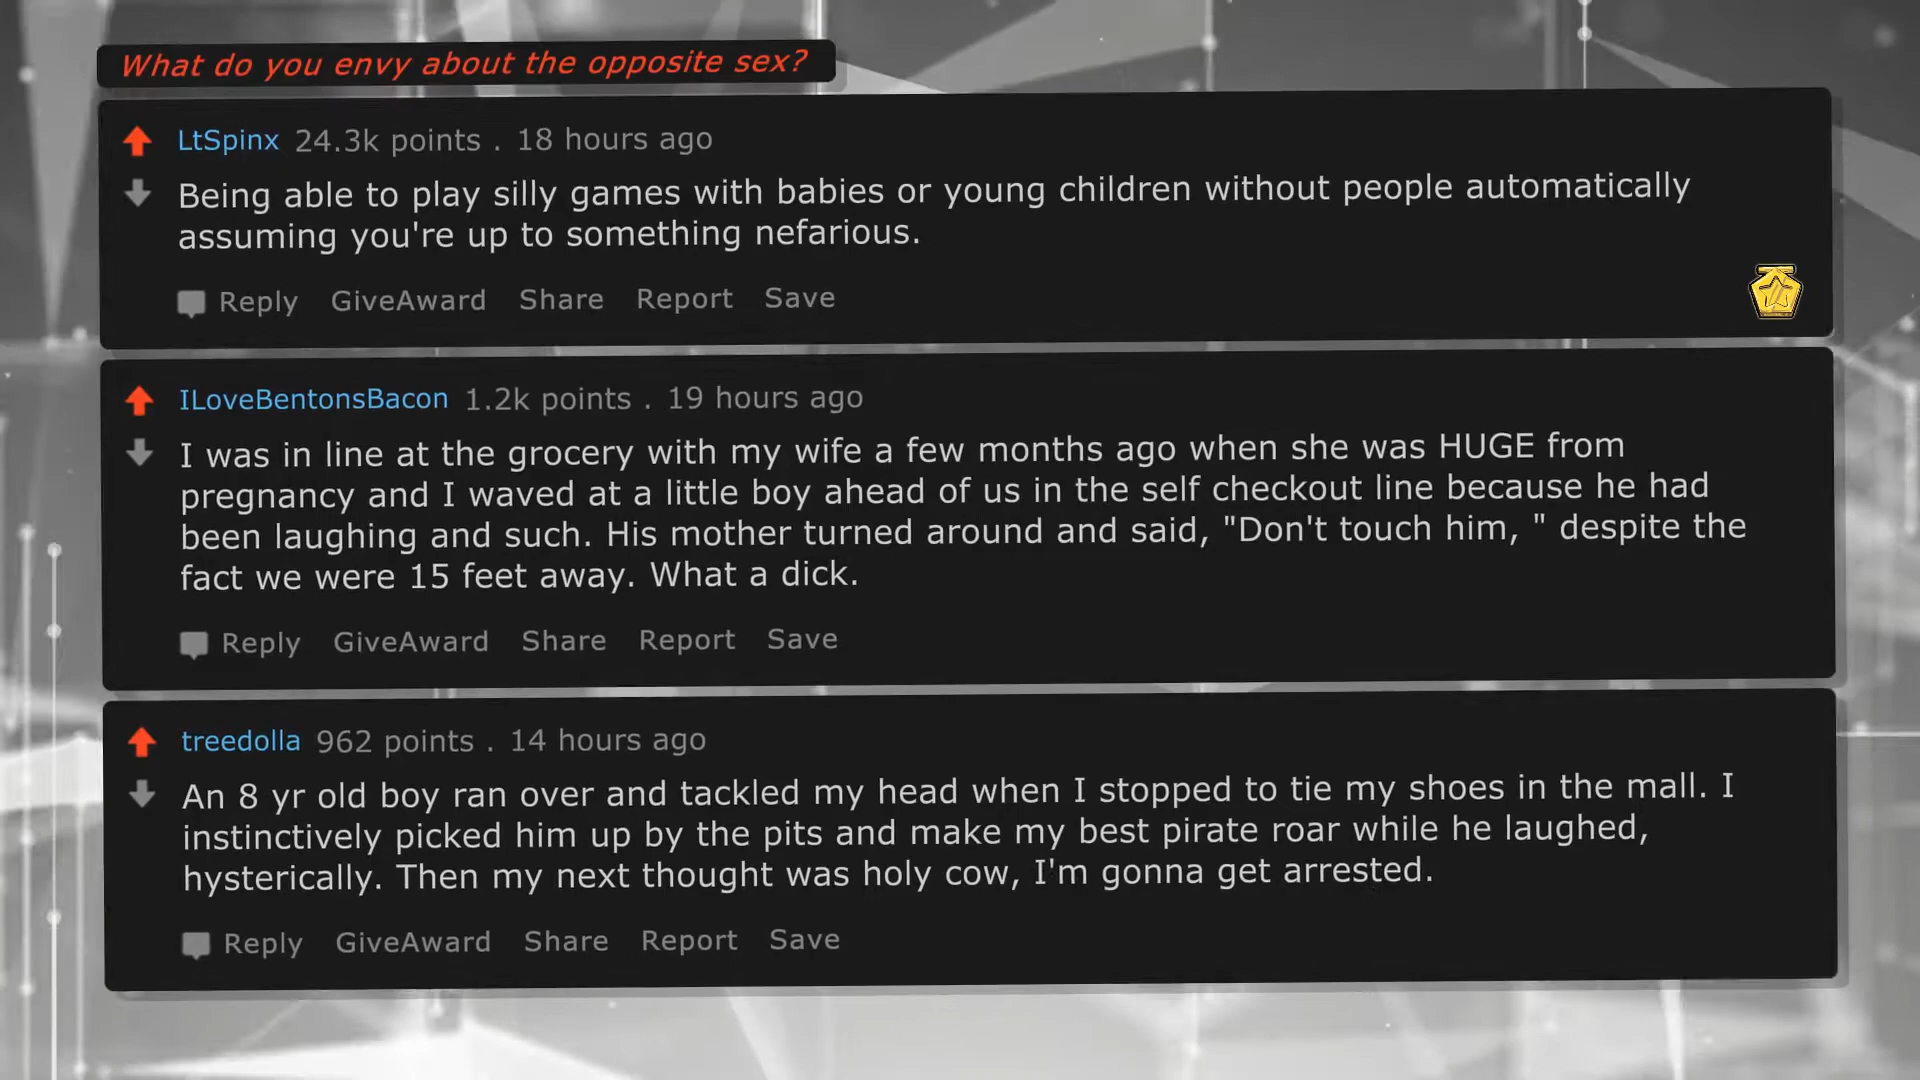 What do you envy about the opposite sex?
LtSpinx 24.3k points . 18 hours ago
Being able to play silly games with babies or young children without people automatically
assuming you're up to something nefarious.
Reply GiveAward Share Report Save
ILoveBentonsBacon 1.2k points . 19 hours ago
I was in line at the grocery with my wife a few months ago when she was HUGE from
pregnancy and I waved at a little boy ahead of us in the self checkout line because he had
been laughing and such. His mother turned around and said, "Don't touch him, " despite the
fact we were 15 feet away. What a dick.
Reply GiveAward Share Report Save
treedolla 962 points . 14 hours ago
An 8 yr old boy ran over and tackled my head when I stopped to tie my shoes in the mall. I
instinctively picked him up by the pits and make my best pirate roar while he laughed,
hysterically. Then my next thought was holy cow, I'm gonna get arrested.
Reply GiveAward Share Report Save